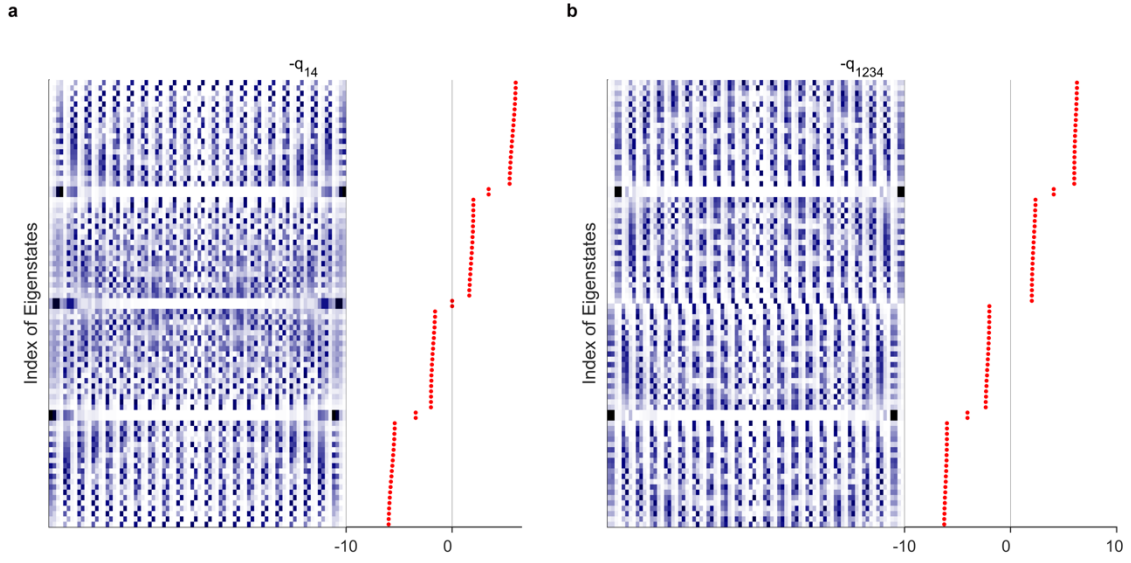 a
b
-q14
-q1234
Index of Eigenstates
Index of Eigenstates
-10
0
-10
0
10